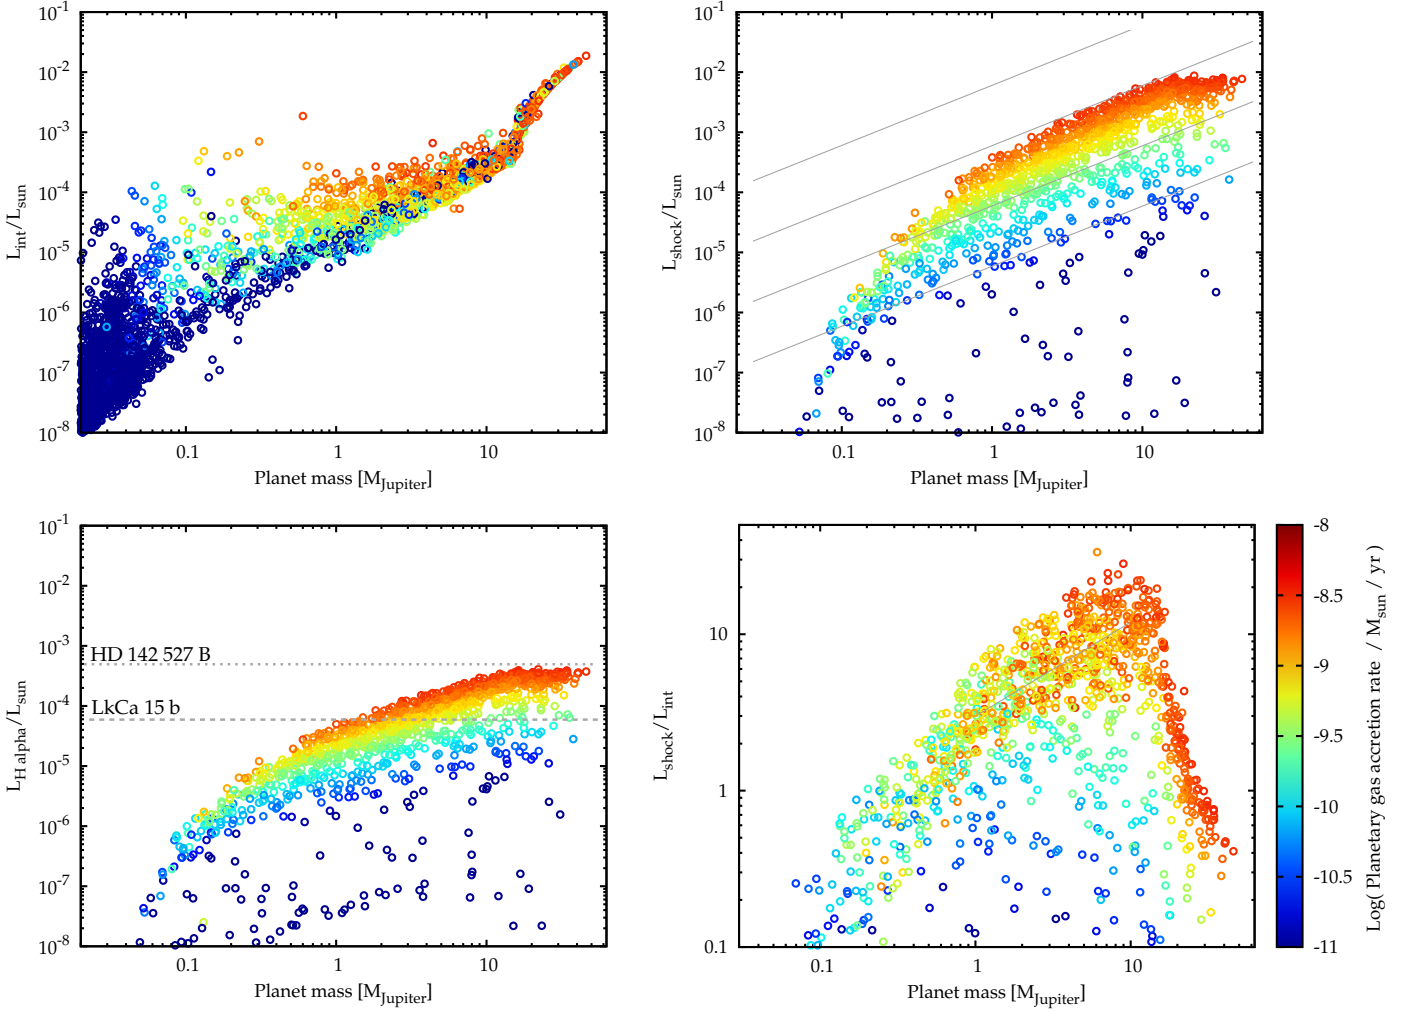 10⁻¹
10⁻²
10⁻³
10⁻⁴
10⁻⁵
10⁻⁶
10⁻⁷
10⁻⁸
L_int/L_sun
0.1 1 10
Planet mass [M_Jupiter]
10⁻¹
10⁻²
10⁻³
10⁻⁴
10⁻⁵
10⁻⁶
10⁻⁷
10⁻⁸
L_shock/L_sun
0.1 1 10
Planet mass [M_Jupiter]
10⁻¹
10⁻²
10⁻³
10⁻⁴
10⁻⁵
10⁻⁶
10⁻⁷
10⁻⁸
L_H alpha/L_sun
HD 142 527 B
LkCa 15 b
0.1 1 10
Planet mass [M_Jupiter]
10
1
0.1
L_shock/L_int
0.1 1 10
Planet mass [M_Jupiter]
-8
-8.5
-9
-9.5
-10
-10.5
-11
Log( Planetary gas accretion rate / M_sun / yr )